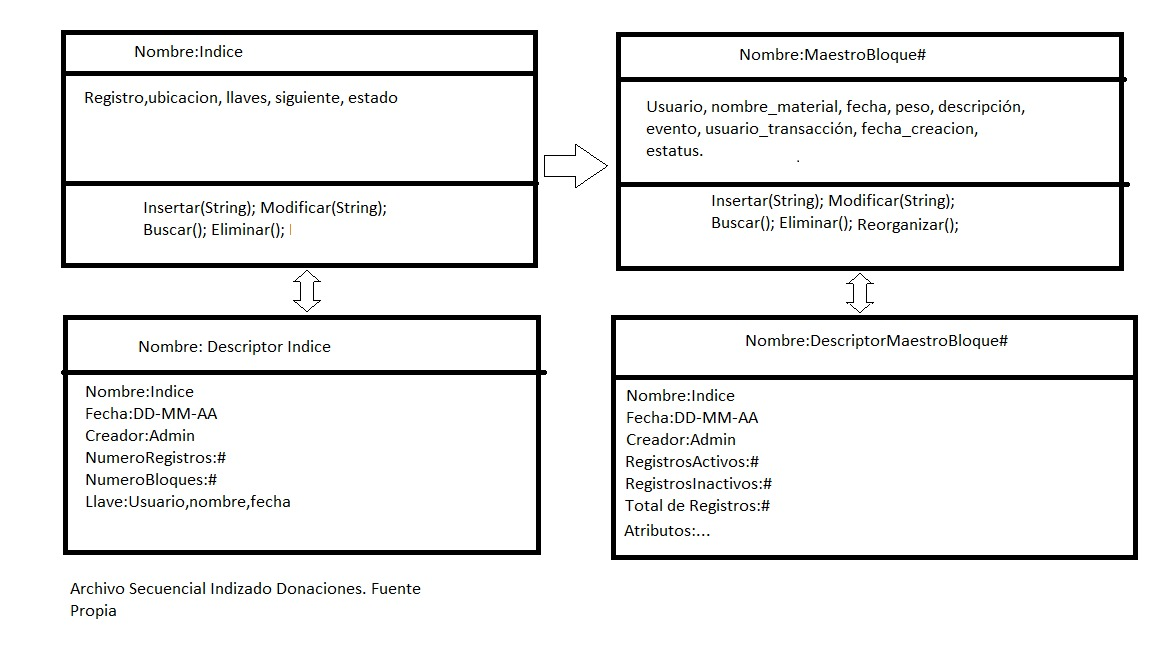 Nombre:Indice
Registro,ubicacion, llaves, siguiente, estado
Insertar(String); Modificar(String);
Buscar(); Eliminar();
Nombre:MaestroBloque#
Usuario, nombre_material, fecha, peso, descripción,
evento, usuario_transacción, fecha_creacion,
estatus.
.
Insertar(String); Modificar(String);
Buscar(); Eliminar(); Reorganizar();
Nombre: Descriptor Indice
Nombre:Indice
Fecha:DD-MM-AA
Creador:Admin
NumeroRegistros:#
NumeroBloques:#
Llave:Usuario,nombre,fecha
Nombre:DescriptorMaestroBloque#
Nombre:Indice
Fecha:DD-MM-AA
Creador:Admin
RegistrosActivos:#
RegistrosInactivos:#
Total de Registros:#
Atributos:...
Archivo Secuencial Indizado Donaciones. Fuente
Propia